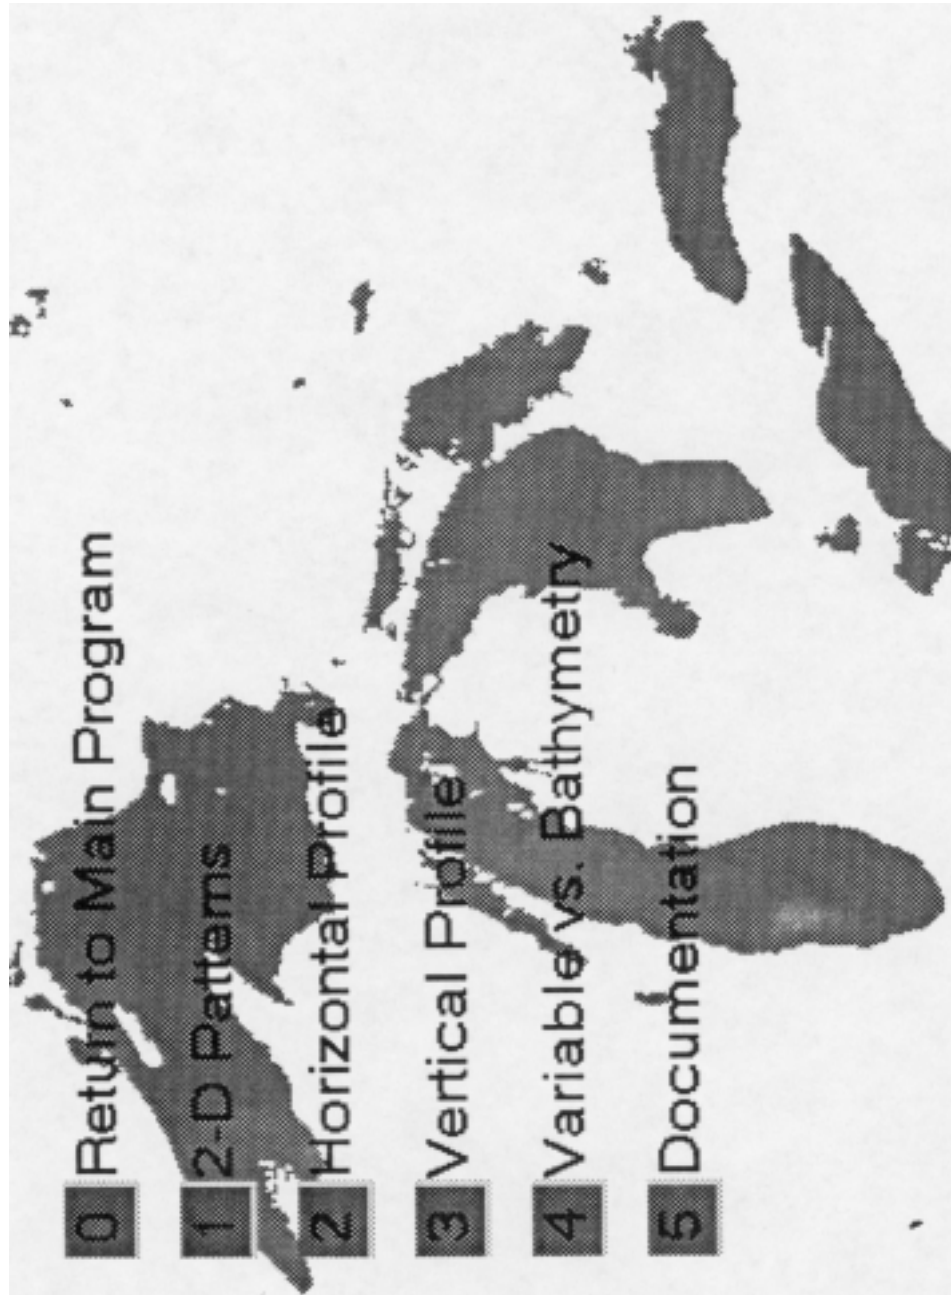 0 Return to Main Program
1 2-D Patterns
2 Horizontal Profile
3 Vertical Profile
4 Variable vs. Bathymetry
5 Documentation